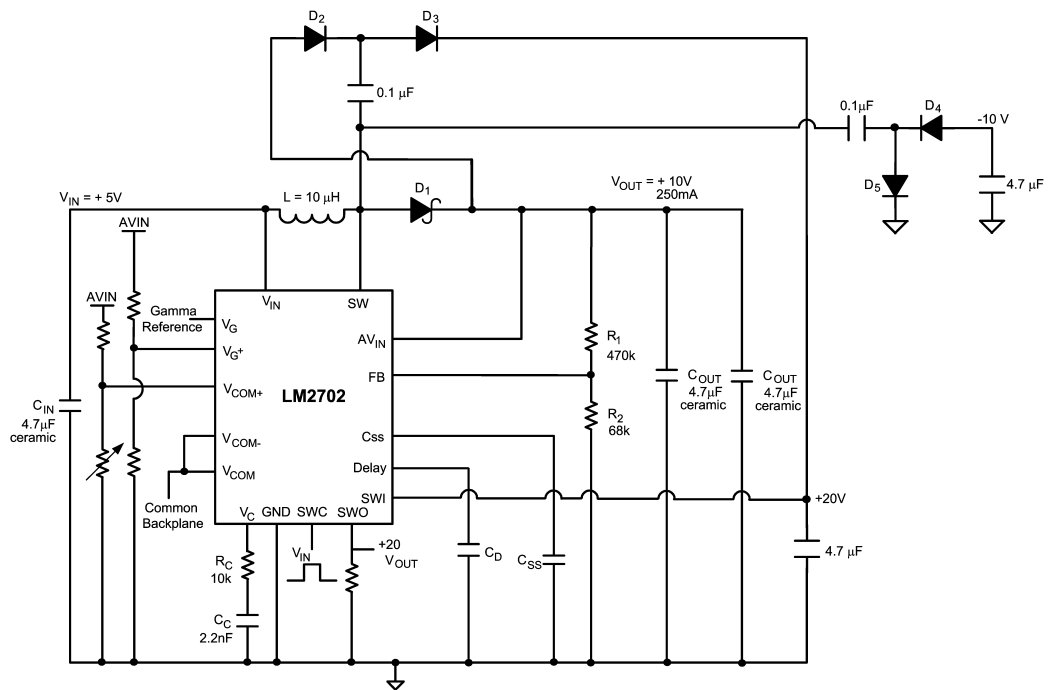 D2
D3
0.1 μF
0.1μF
D4
-10 V
D5
4.7 μF
VIN = + 5V
L = 10 μH
D1
VOUT = + 10V
250mA
AVIN
AVIN
VIN
SW
Gamma
Reference
VG
VG+
VCOM+
VCOM-
VCOM
AVIN
FB
Css
Delay
SWI
LM2702
R1
470k
R2
68k
COUT
4.7μF
ceramic
COUT
4.7μF
ceramic
CIN
4.7μF
ceramic
Common
Backplane
VC
GND
SWC
SWO
+20V
RC
10k
VIN
+20
VOUT
CD
CSS
4.7 μF
CC
2.2nF